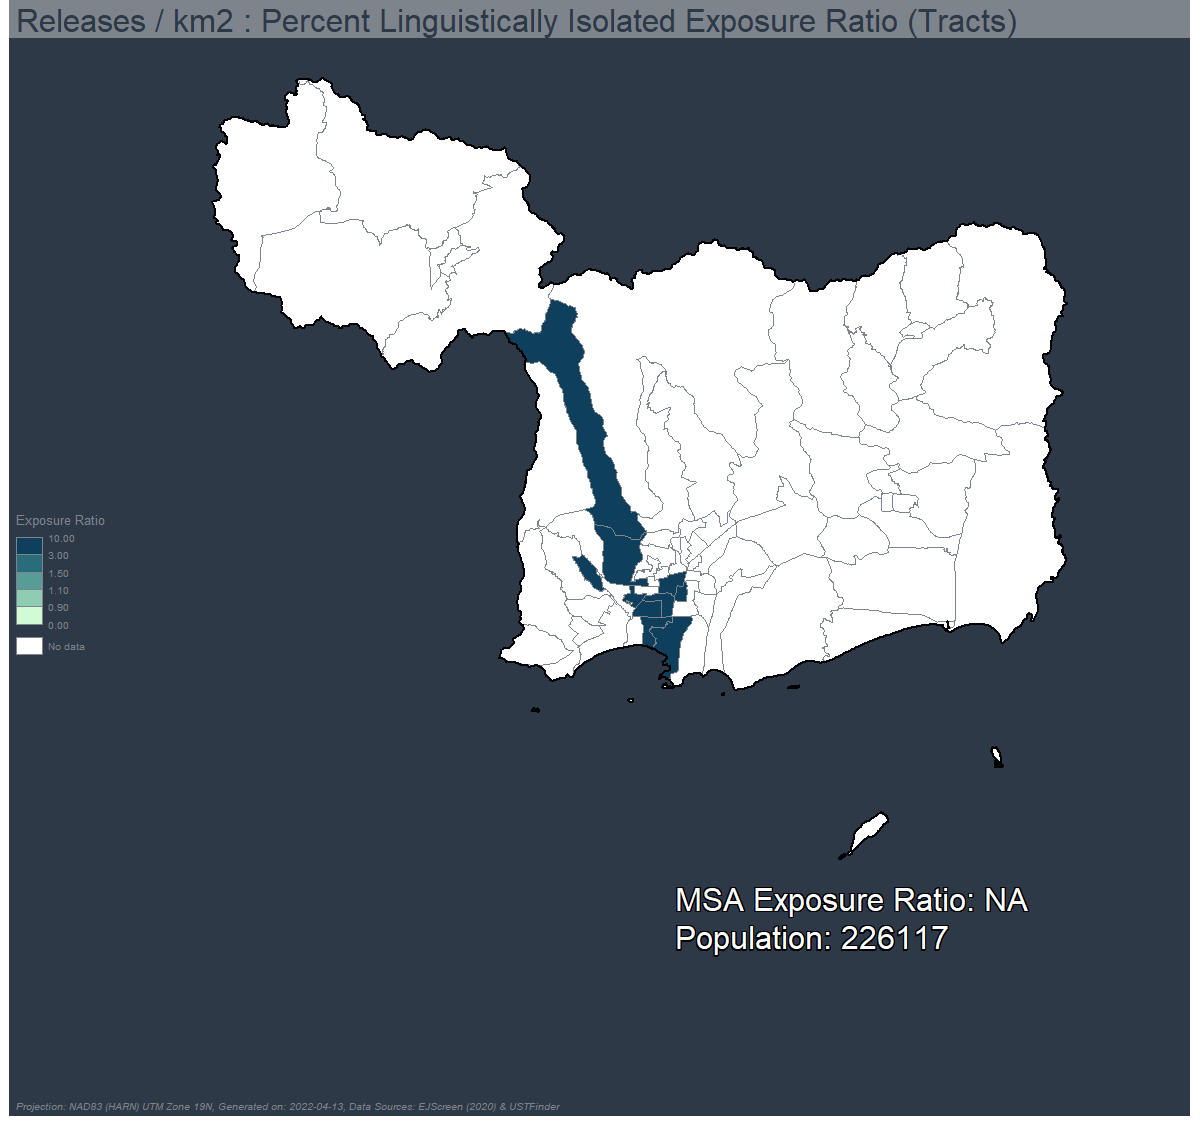 Releases / km2 : Percent Linguistically Isolated Exposure Ratio (Tracts)
Exposure Ratio
10.00
3.00
1.50
1.10
0.90
0.00
No data
MSA Exposure Ratio: NA
Population: 226117
Projection: NAD83 (HARN) UTM Zone 19N, Generated on: 2022-04-13, Data Sources: EJScreen (2020) & USTFinder